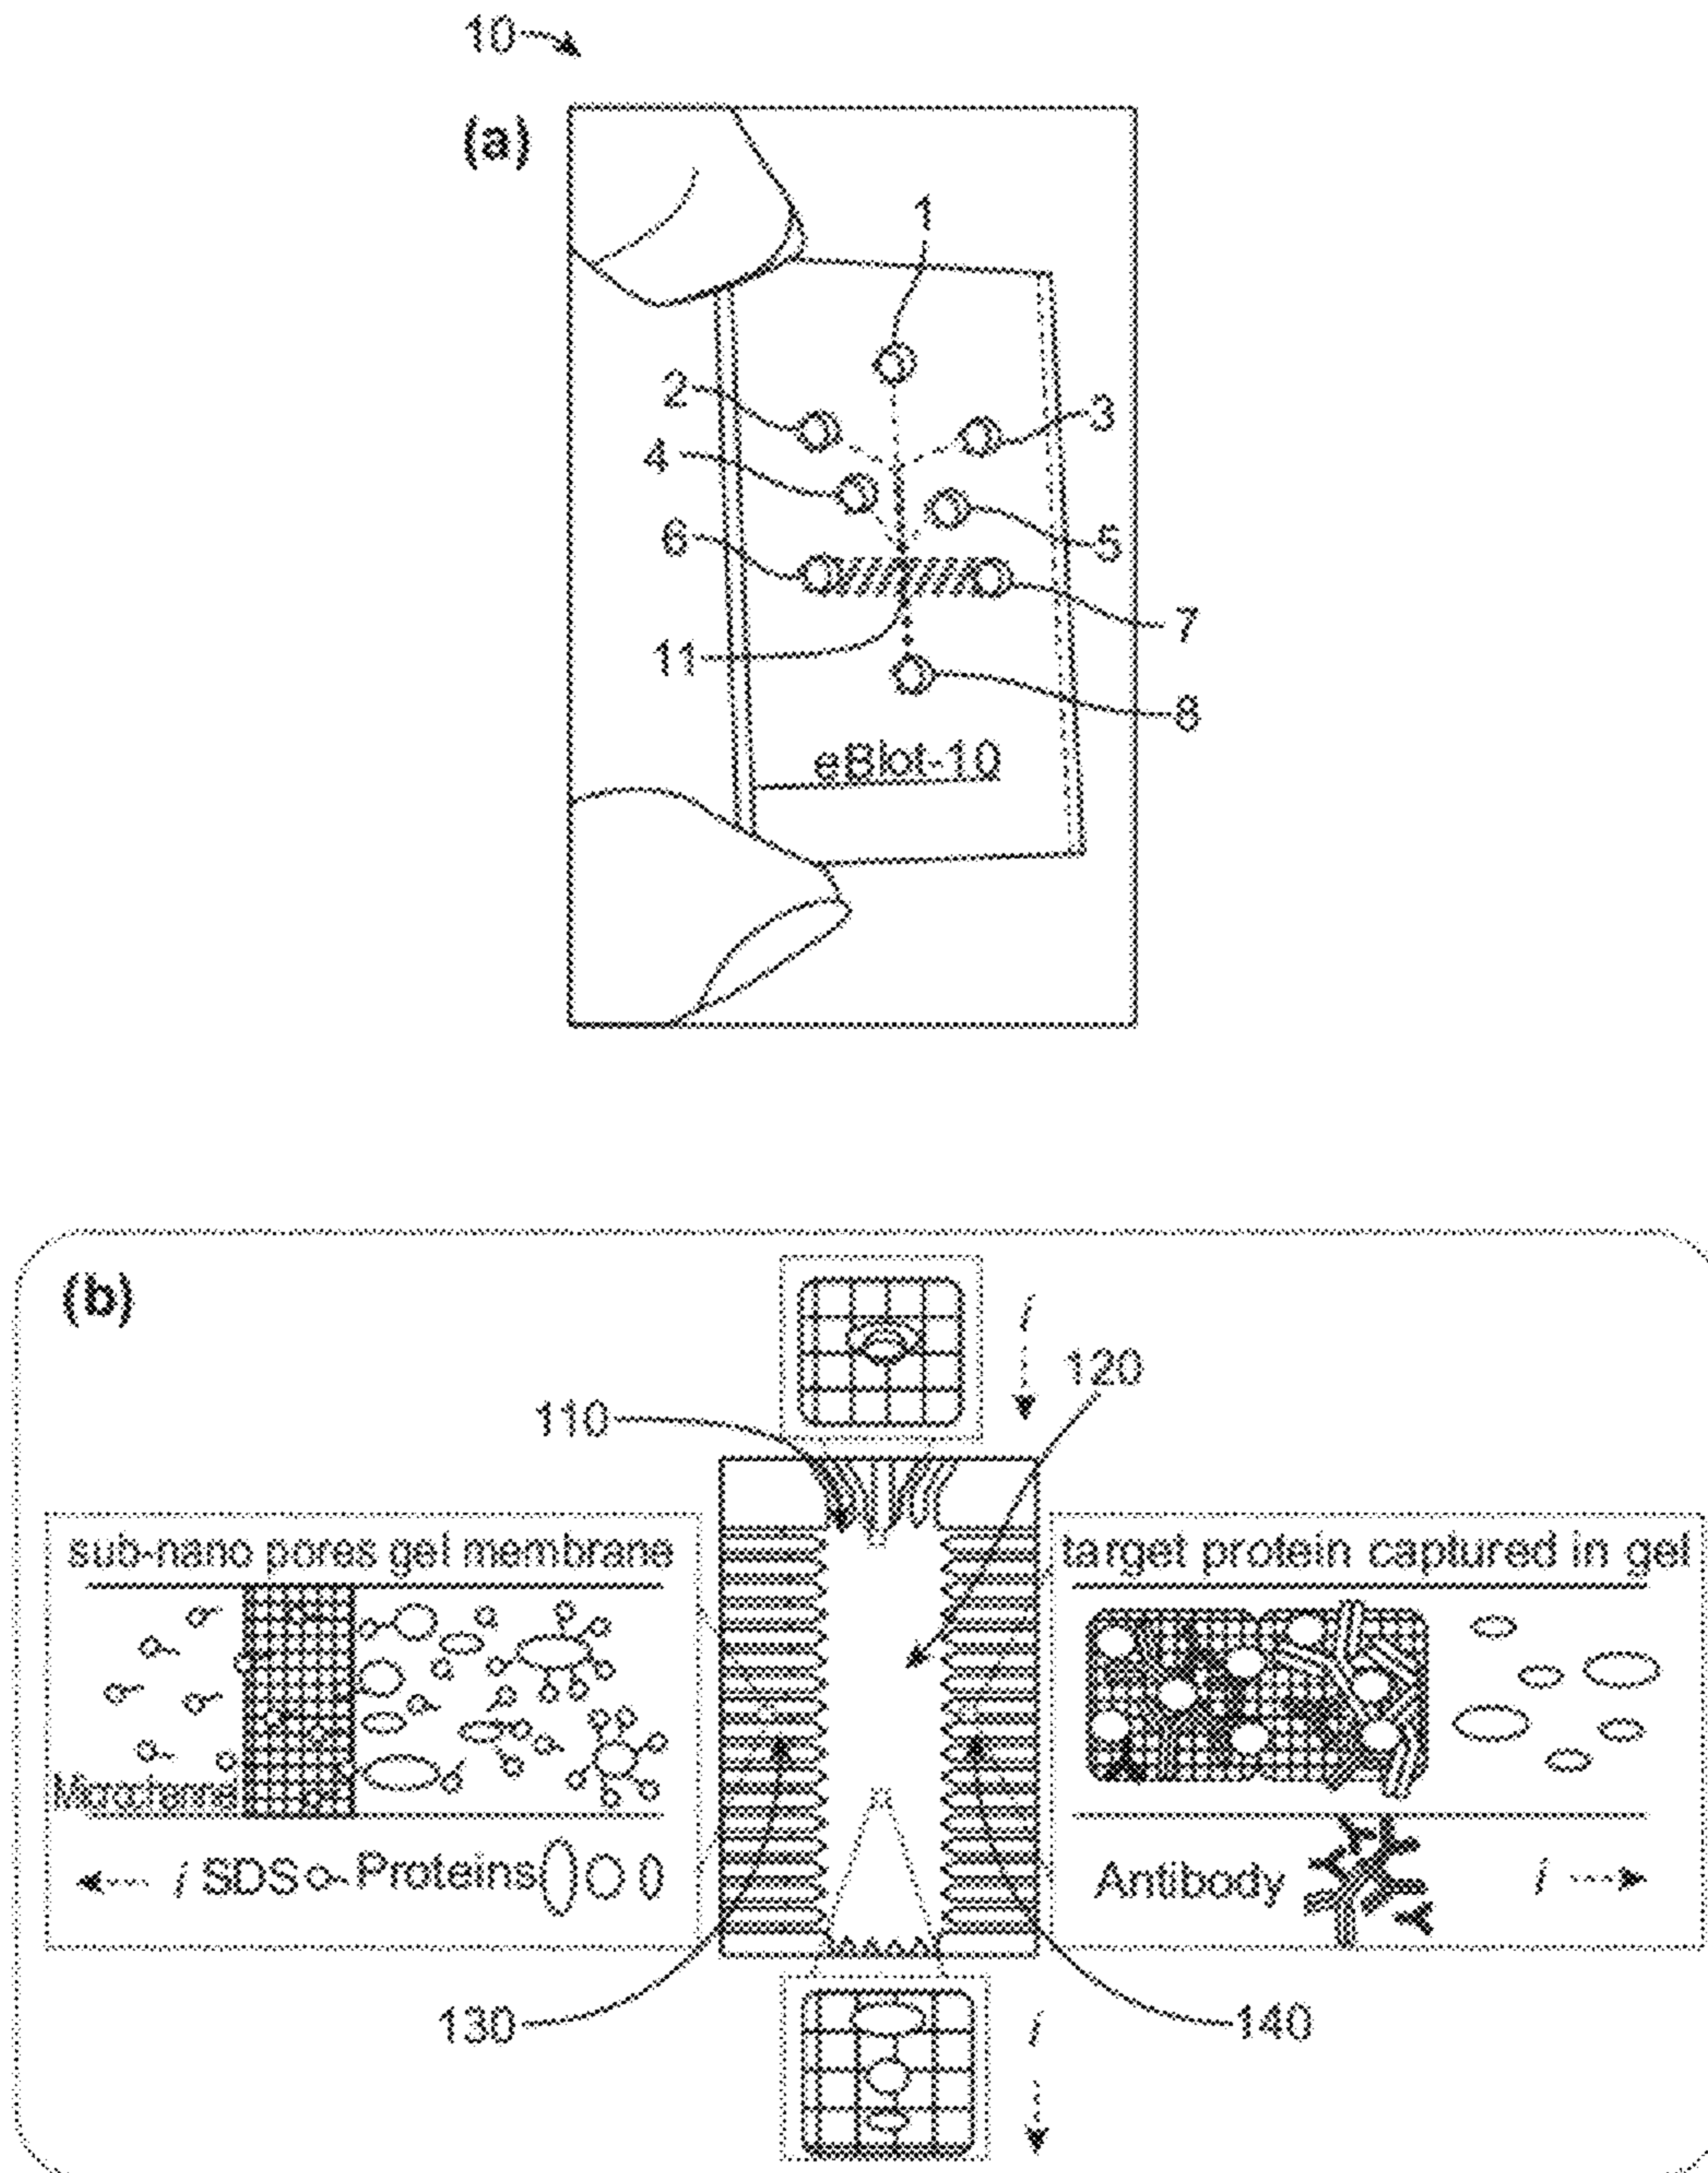 10
(a)
1
2
3
4
5
6
7
11
8
eBlot-10
(b)
i
120
110
sub-nano pores gel membrane
target protein captured in gel
Microchannel
i SDS Proteins
Antibody
i
130
140
i